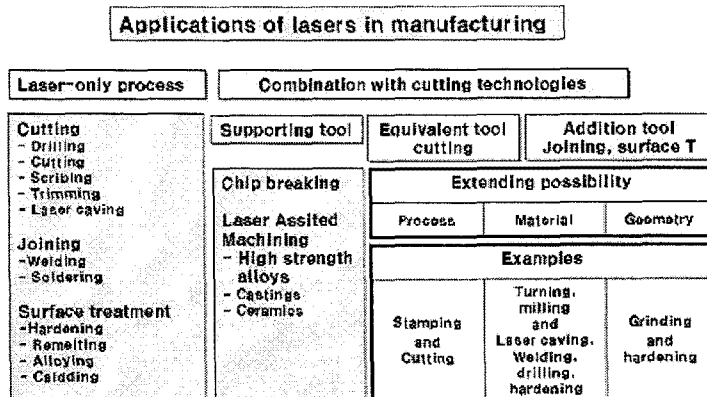 Applications of lasers in manufacturing
Laser-only process
Combination with cutting technologies
Cutting
- Drilling
- Cutting
- Scribing
- Trimming
- Laser caving
Joining
-Welding
- Soldering
Surface treatment
-Hardening
- Remelting
- Alloying
- Caldding
Supporting tool
Chip breaking
Laser Assited
Machining
- High strength
alloys
- Castings
- Ceramics
Equivalent tool
cutting
Addition tool
Joining, surface T
Extending possibility
Process
Material
Geometry
Examples
Stamping
and
Cutting
Turning,
milling
and
Laser caving.
Welding,
drilling,
hardening
Grinding
and
hardening